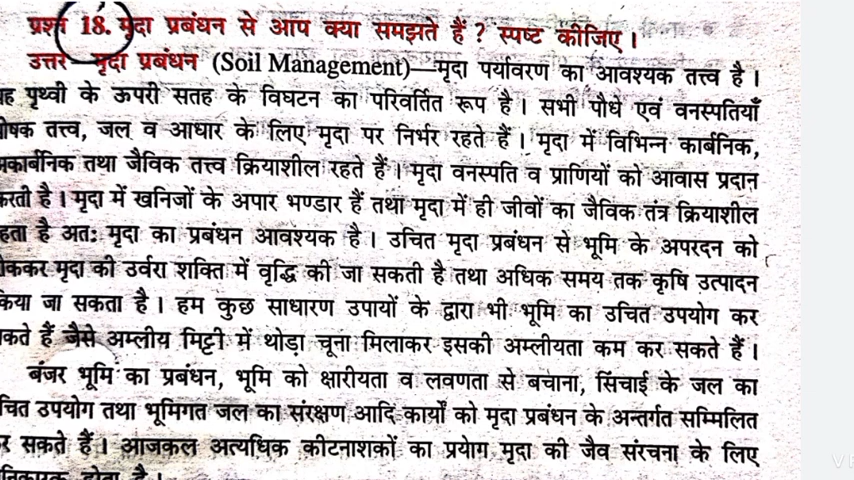 प्रश्न 18. मृदा प्रबंधन से आप क्या समझते हैं ? स्पष्ट कीजिए।
उत्तर—मृदा प्रबंधन (Soil Management)—मृदा पर्यावरण का आवश्यक तत्त्व है।
ह पृथ्वी के ऊपरी सतह के विघटन का परिवर्तित रूप है। सभी पौधे एवं वनस्पतियाँ
ोषक तत्त्व, जल व आधार के लिए मृदा पर निर्भर रहते हैं। मृदा में विभिन्न कार्बनिक,
अकार्बनिक तथा जैविक तत्त्व क्रियाशील रहते हैं। मृदा वनस्पति व प्राणियों को आवास प्रदान
करती है। मृदा में खनिजों के अपार भण्डार हैं तथा मृदा में ही जीवों का जैविक तंत्र क्रियाशील
हता है अतः मृदा का प्रबंधन आवश्यक है। उचित मृदा प्रबंधन से भूमि के अपरदन को
ोककर मृदा की उर्वरा शक्ति में वृद्धि की जा सकती है तथा अधिक समय तक कृषि उत्पादन
किया जा सकता है। हम कुछ साधारण उपायों के द्वारा भी भूमि का उचित उपयोग कर
कते हैं जैसे अम्लीय मिट्टी में थोड़ा चूना मिलाकर इसकी अम्लीयता कम कर सकते हैं।
बंजर भूमि का प्रबंधन, भूमि को क्षारीयता व लवणता से बचाना, सिंचाई के जल का
चित उपयोग तथा भूमिगत जल का संरक्षण आदि कार्यों को मृदा प्रबंधन के अन्तर्गत सम्मिलित
र सकते हैं। आजकल अत्यधिक कीटनाशकों का प्रयोग मृदा की जैव संरचना के लिए